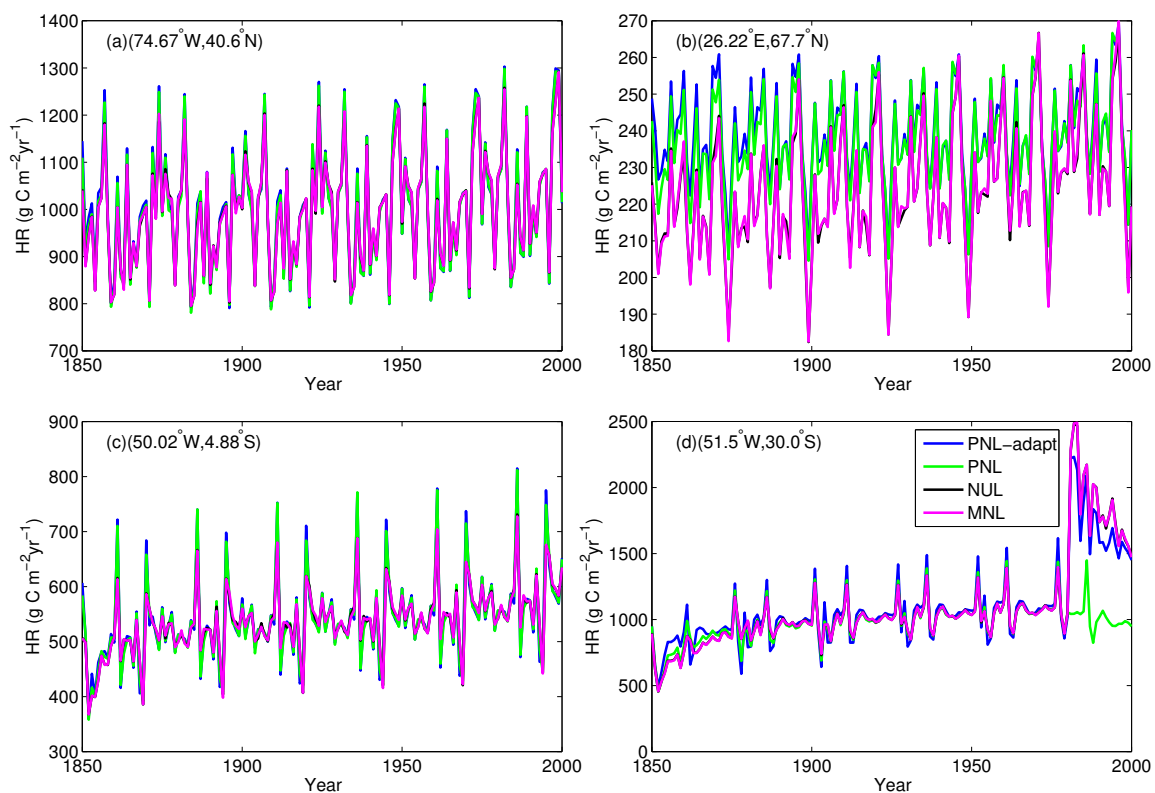 1400
1300
1200
1100
1000
900
800
700
HR (g C m⁻²yr⁻¹)
(a)(74.67°W,40.6°N)
1850 1900 1950 2000
Year
270
260
250
240
230
220
210
200
190
180
HR (g C m⁻²yr⁻¹)
(b)(26.22°E,67.7°N)
1850 1900 1950 2000
Year
900
800
700
600
500
400
300
HR (g C m⁻²yr⁻¹)
(c)(50.02°W,4.88°S)
1850 1900 1950 2000
Year
2500
2000
1500
1000
500
0
HR (g C m⁻²yr⁻¹)
(d)(51.5°W,30.0°S)
PNL−adapt
PNL
NUL
MNL
1850 1900 1950 2000
Year